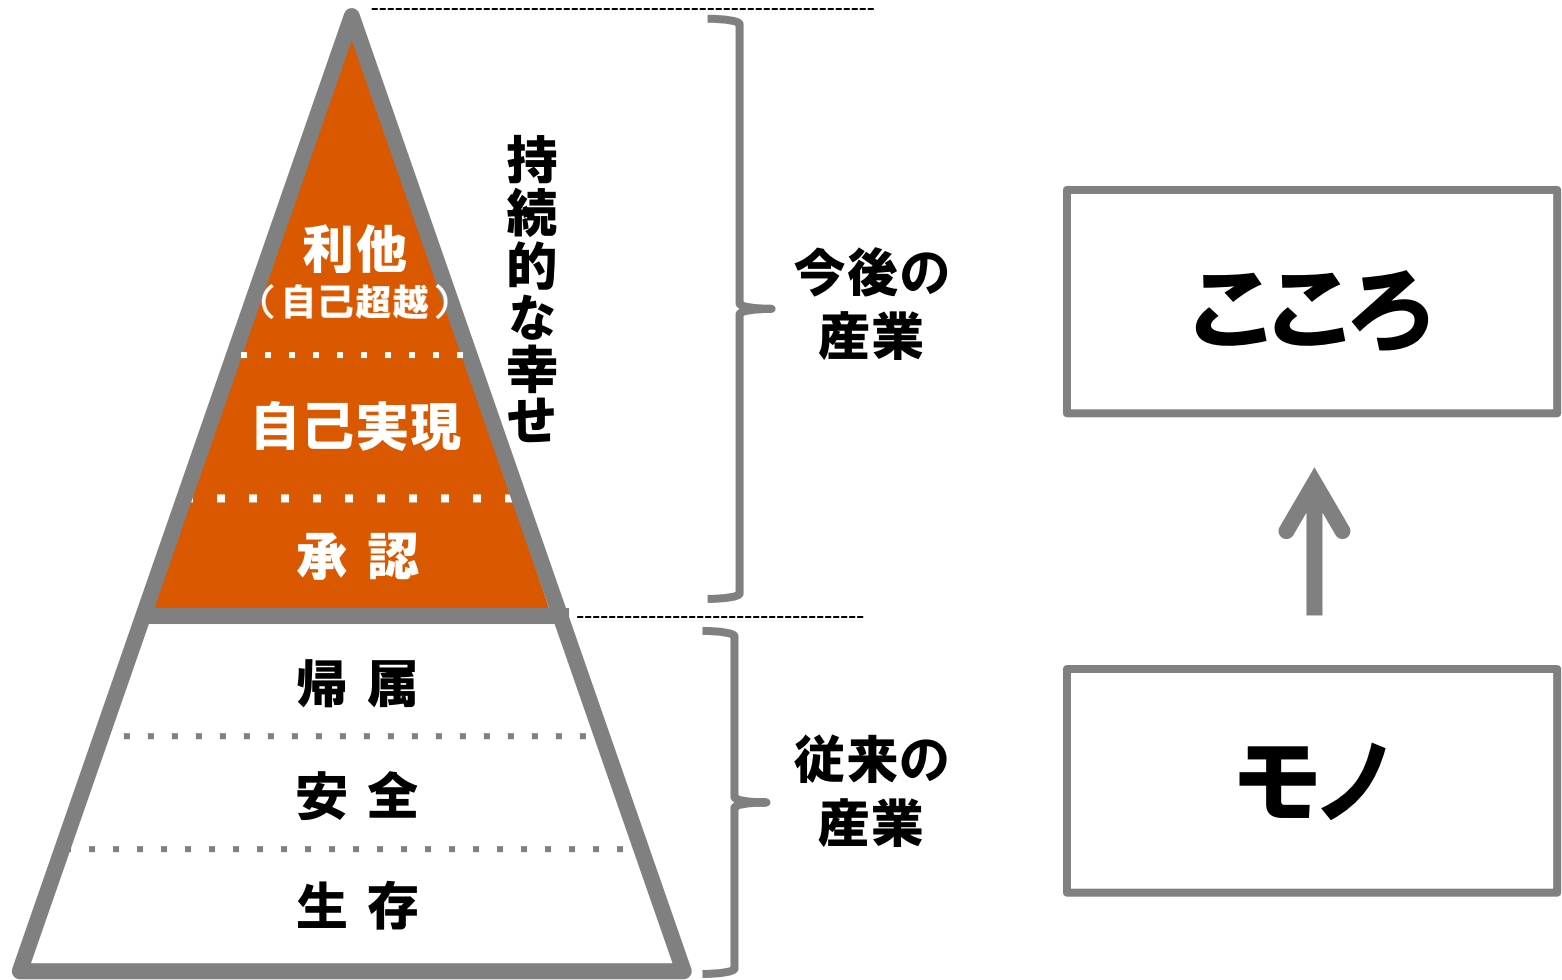 利他
（自己超越）
自己実現
承認
帰属
安全
生存
持続的な幸せ
今後の
産業
従来の
産業
こころ
モノ